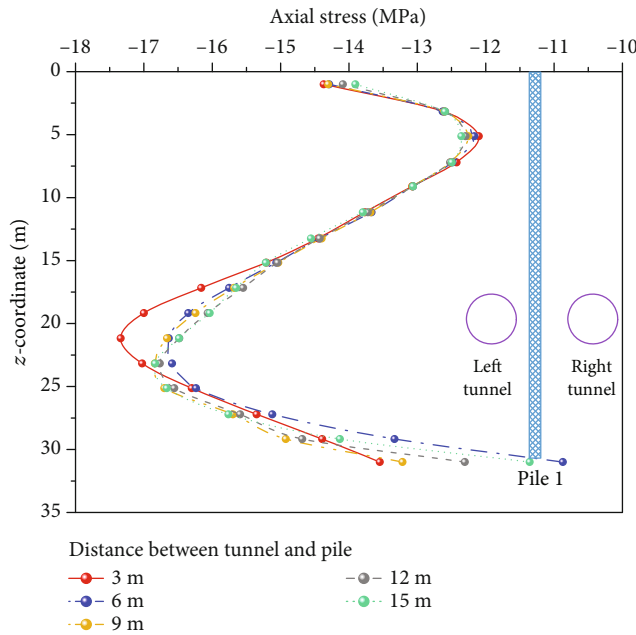 Axial stress (MPa)
–18 –17 –16 –15 –14 –13 –12 –11 –10
0
5
10
15
20
25
30
35
z-coordinate (m)
Left
tunnel
Right
tunnel
Pile 1
Distance between tunnel and pile
3 m
6 m
9 m
12 m
15 m